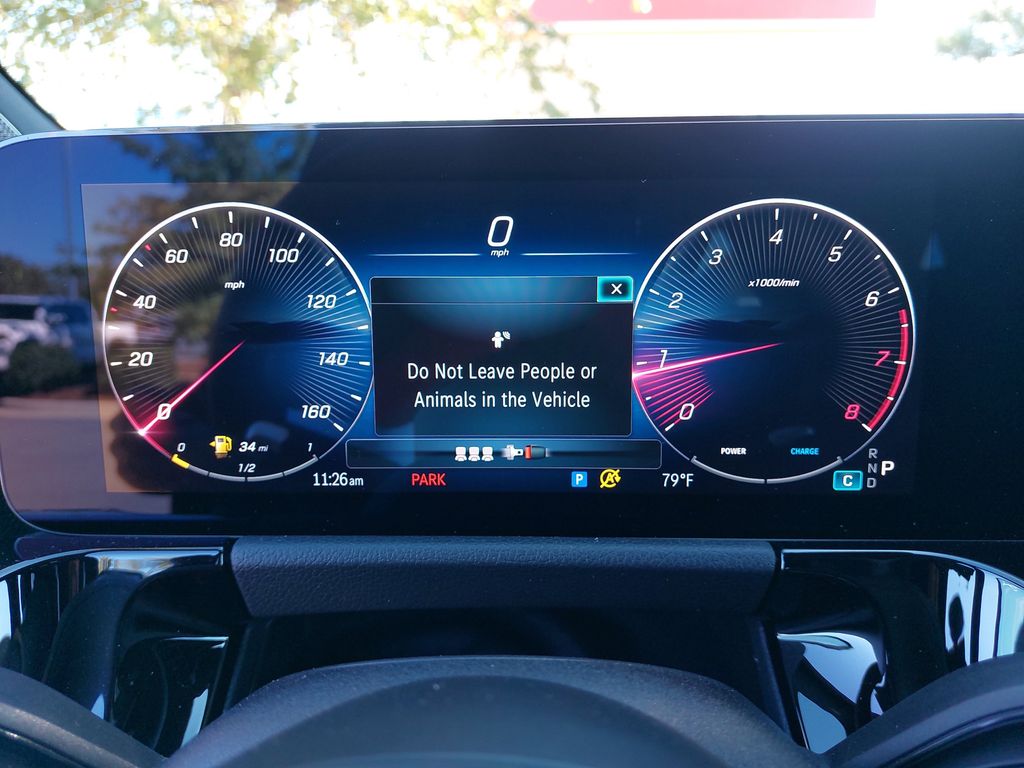 0
mph
X
Do Not Leave People or
Animals in the Vehicle
0 20 40 60 80 100 120 140 160
mph
0 1/2 1
34 mi
0 1 2 3 4 5 6 7 8
x1000/min
POWER CHARGE
11:26am PARK P A 79°F
C
R
N P
D